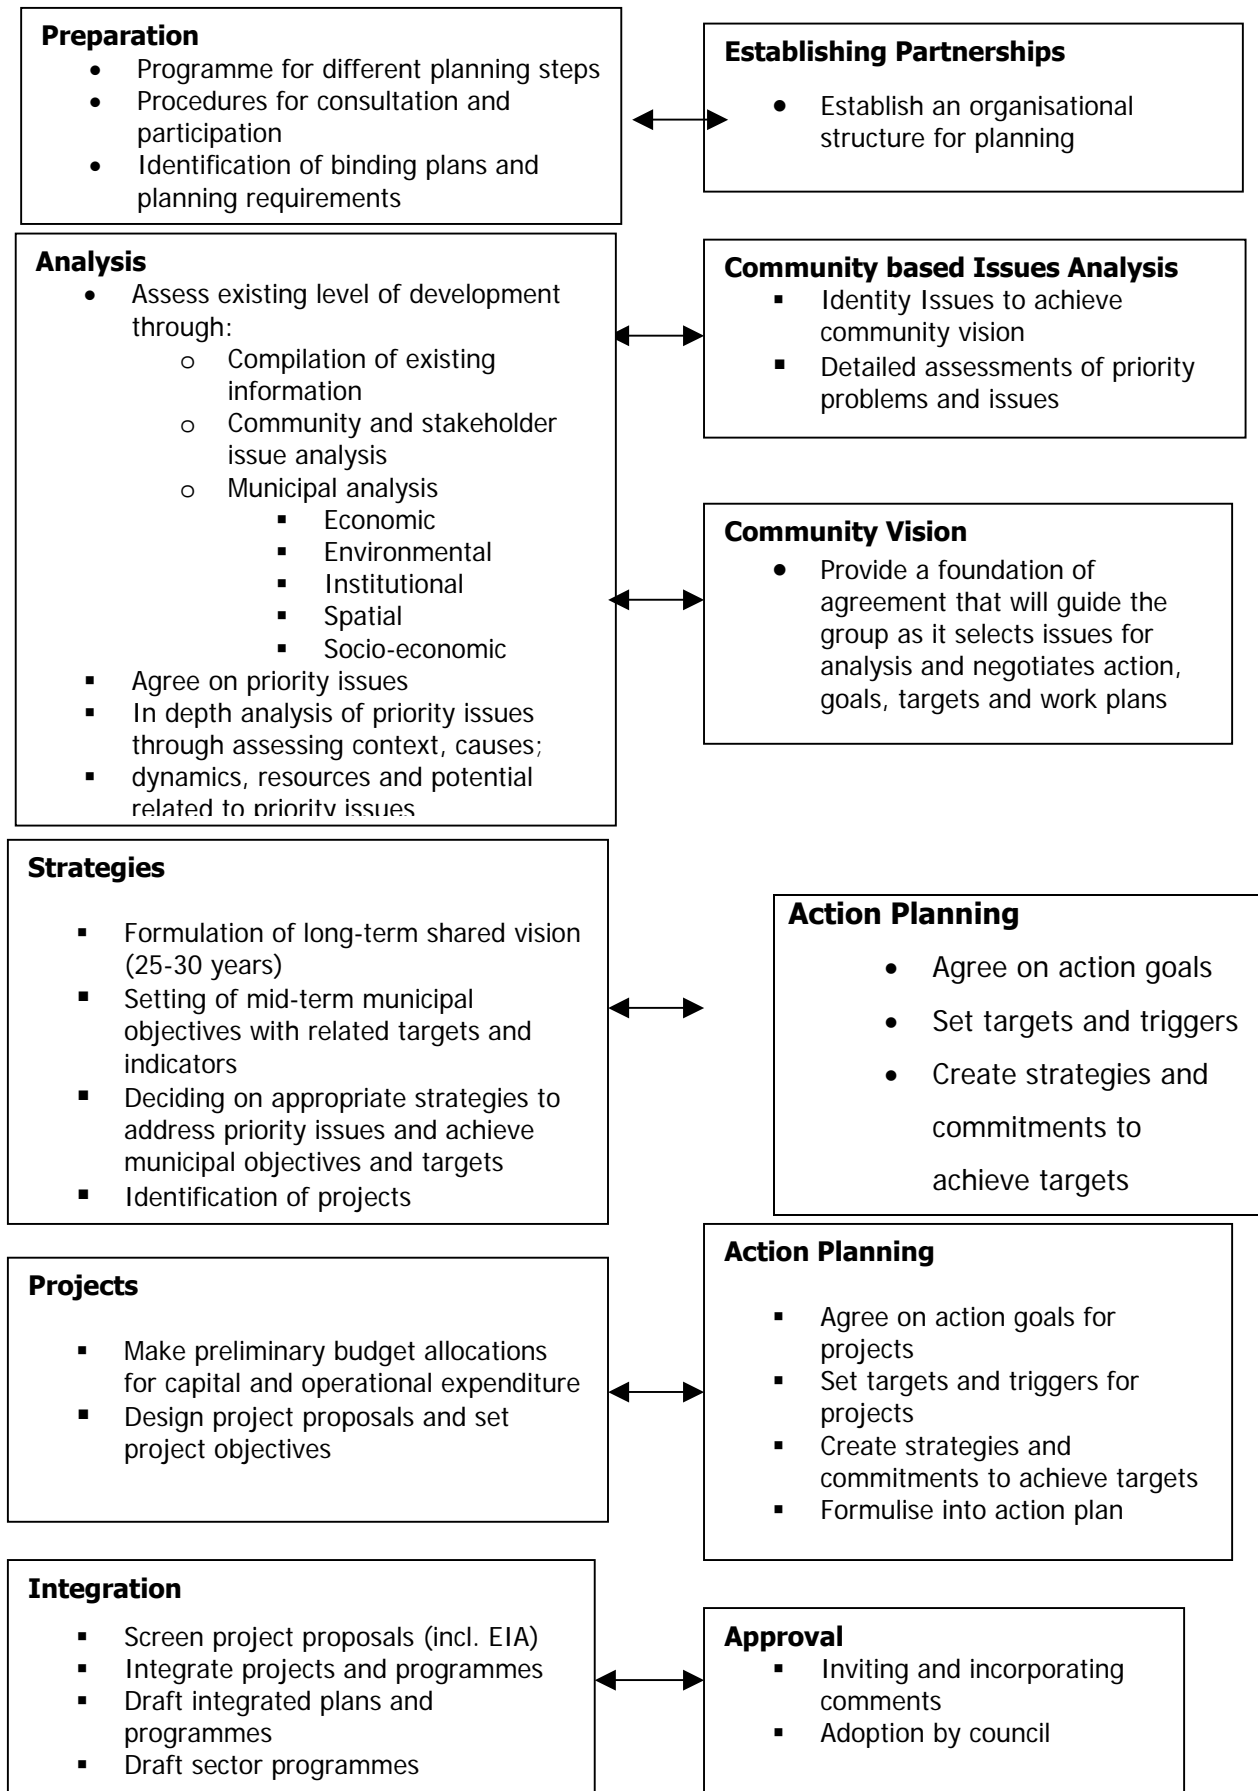 Preparation
• Programme for different planning steps
• Procedures for consultation and
participation
• Identification of binding plans and
planning requirements
Establishing Partnerships
• Establish an organisational
structure for planning
Analysis
• Assess existing level of development
through:
o Compilation of existing
information
o Community and stakeholder
issue analysis
o Municipal analysis
▪ Economic
▪ Environmental
▪ Institutional
▪ Spatial
▪ Socio-economic
▪ Agree on priority issues
▪ In depth analysis of priority issues
through assessing context, causes;
▪ dynamics, resources and potential
related to priority issues
Community based Issues Analysis
▪ Identity Issues to achieve
community vision
▪ Detailed assessments of priority
problems and issues
Community Vision
• Provide a foundation of
agreement that will guide the
group as it selects issues for
analysis and negotiates action,
goals, targets and work plans
Strategies
▪ Formulation of long-term shared vision
(25-30 years)
▪ Setting of mid-term municipal
objectives with related targets and
indicators
▪ Deciding on appropriate strategies to
address priority issues and achieve
municipal objectives and targets
▪ Identification of projects
Action Planning
• Agree on action goals
• Set targets and triggers
• Create strategies and
commitments to
achieve targets
Projects
▪ Make preliminary budget allocations
for capital and operational expenditure
▪ Design project proposals and set
project objectives
Action Planning
▪ Agree on action goals for
projects
▪ Set targets and triggers for
projects
▪ Create strategies and
commitments to achieve targets
▪ Formulise into action plan
Integration
▪ Screen project proposals (incl. EIA)
▪ Integrate projects and programmes
▪ Draft integrated plans and
programmes
▪ Draft sector programmes
Approval
▪ Inviting and incorporating
comments
▪ Adoption by council